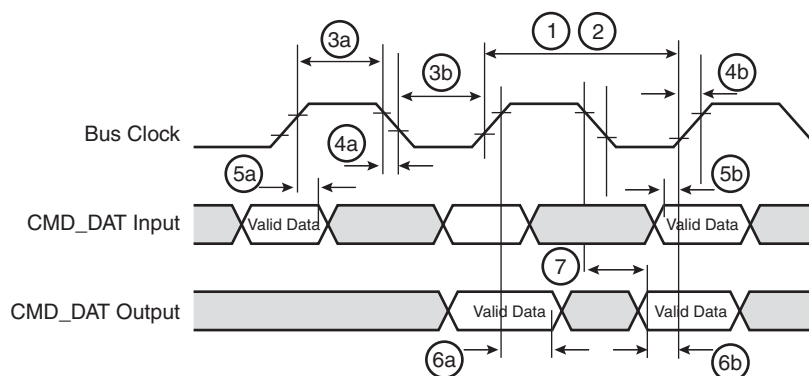 3a
1
2
3b
4b
Bus Clock
4a
5a
5b
CMD_DAT Input
Valid Data
Valid Data
7
CMD_DAT Output
Valid Data
Valid Data
6a
6b